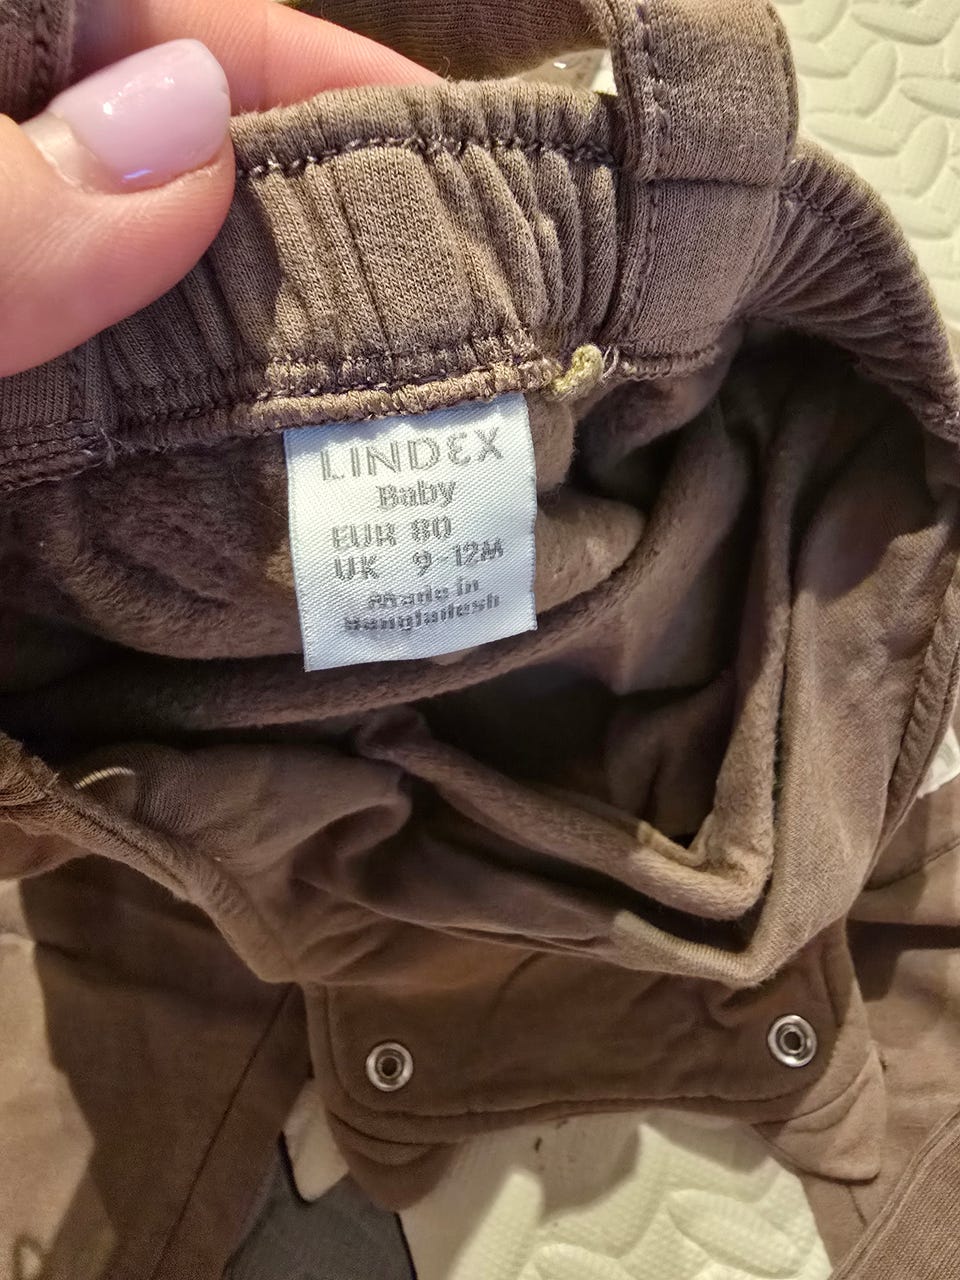 LINDEX
Baby
EUR 80
UK 9-12M
Made in
Bangladesh